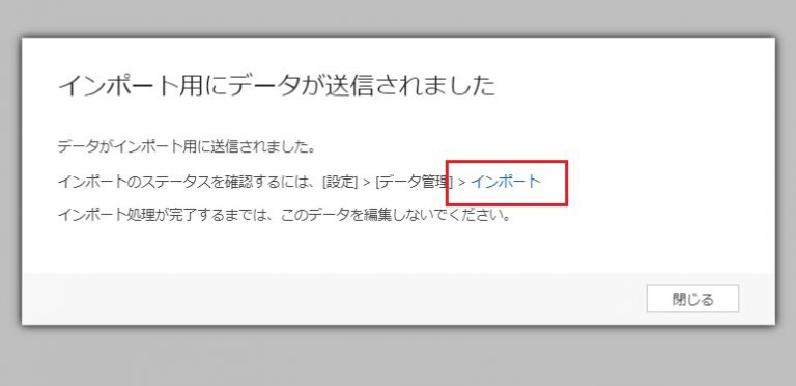 インポート用にデータが送信されました
データがインポート用に送信されました。
インポートのステータスを確認するには、[設定] > [データ管理] > インポート
インポート処理が完了するまでは、このデータを編集しないでください。
閉じる